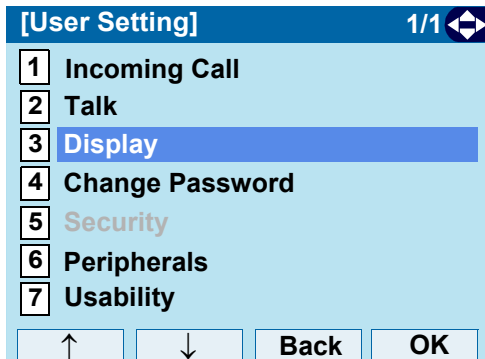 [User Setting] 1/1
1 Incoming Call
2 Talk
3 Display
4 Change Password
5 Security
6 Peripherals
7 Usability
↑ ↓ Back OK